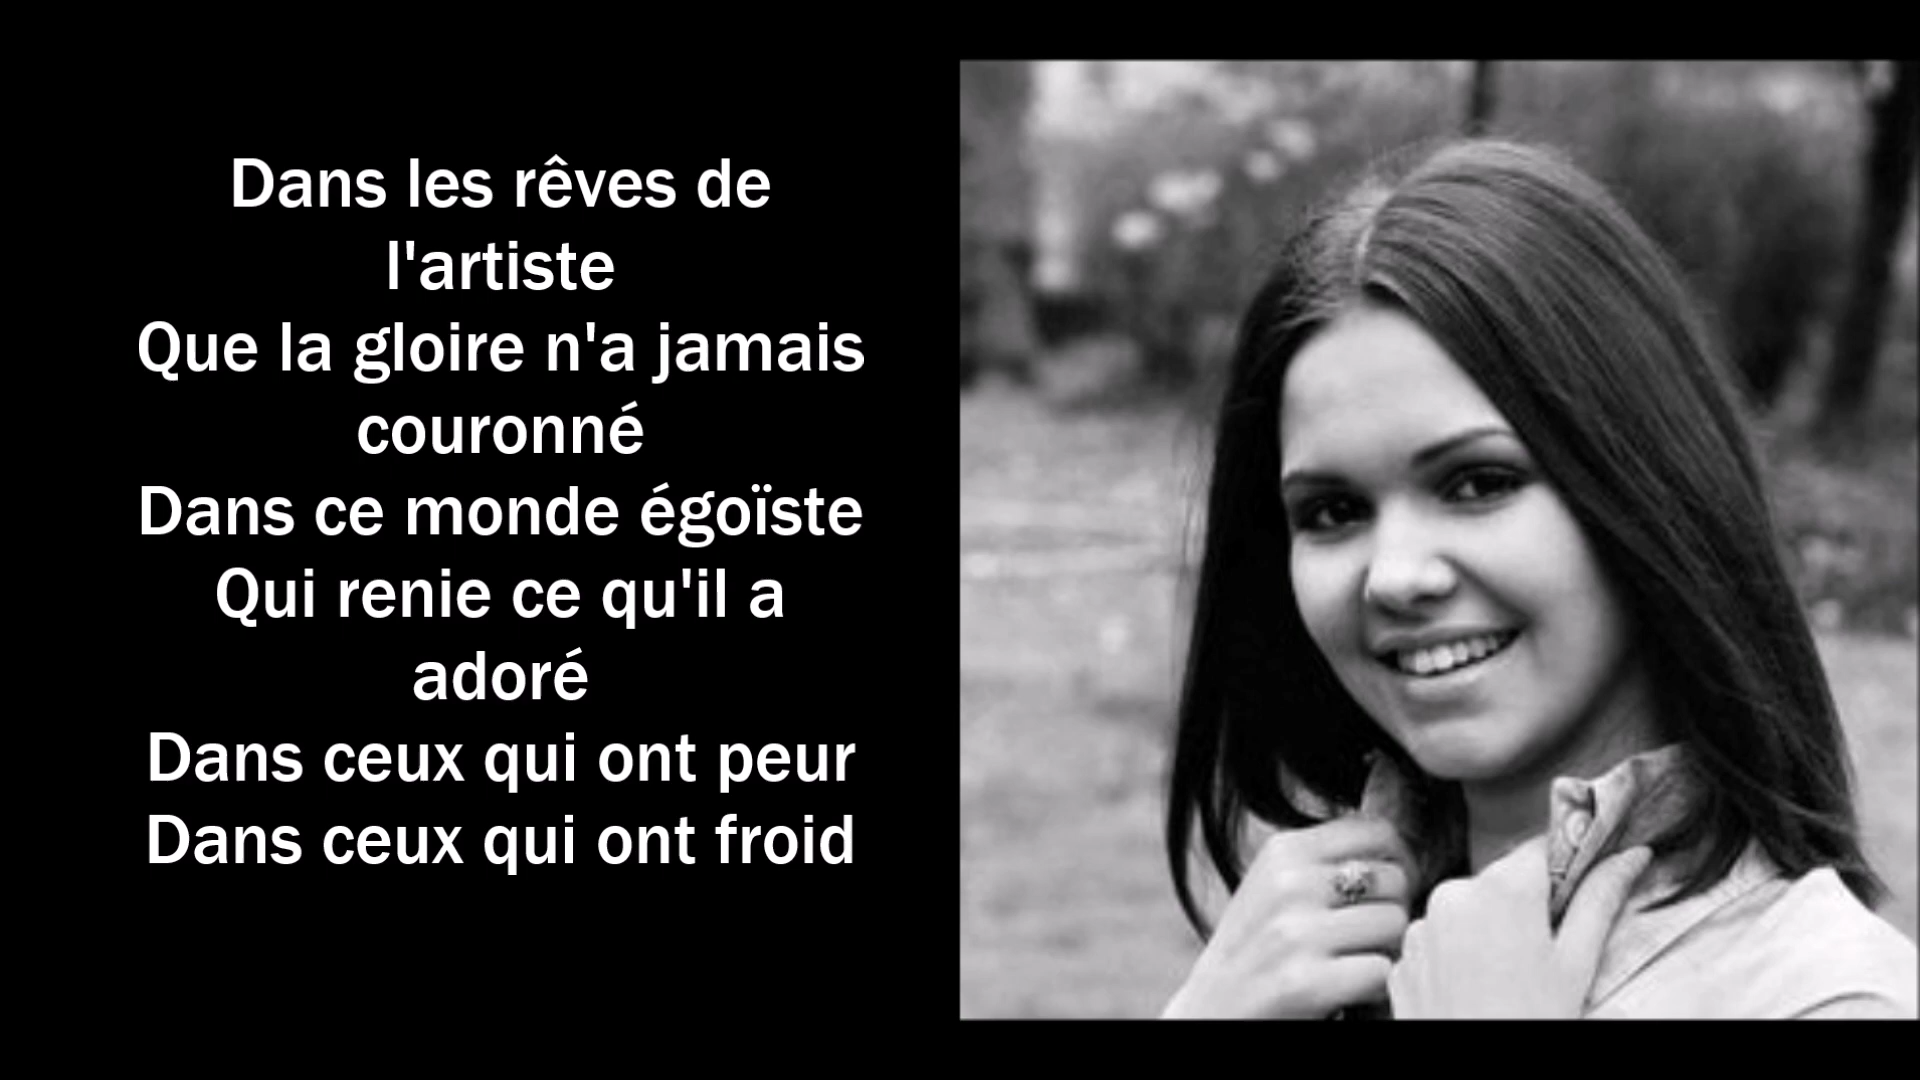 Dans les rêves de
l'artiste
Que la gloire n'a jamais
couronné
Dans ce monde égoïste
Qui renie ce qu'il a
adoré
Dans ceux qui ont peur
Dans ceux qui ont froid